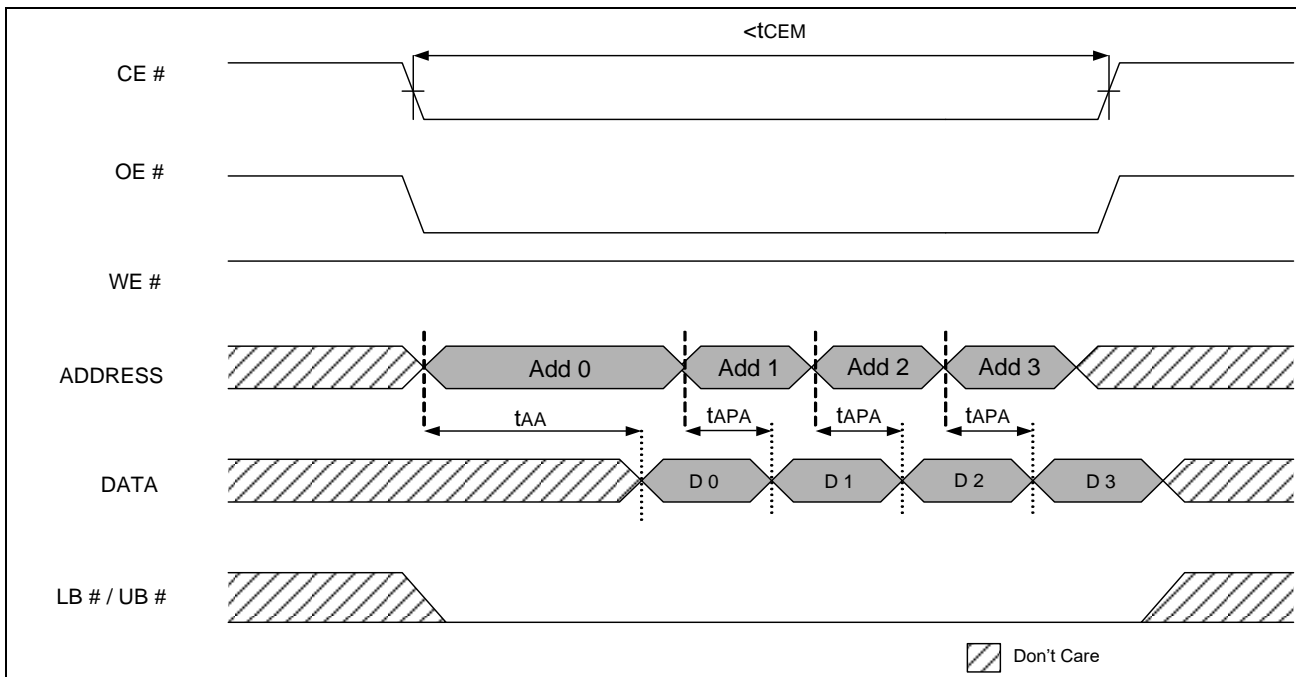 <tCEM
CE #
OE #
WE #
ADDRESS
Add 0 Add 1 Add 2 Add 3
tAA tAPA tAPA tAPA
DATA
D 0 D 1 D 2 D 3
LB # / UB #
Don't Care